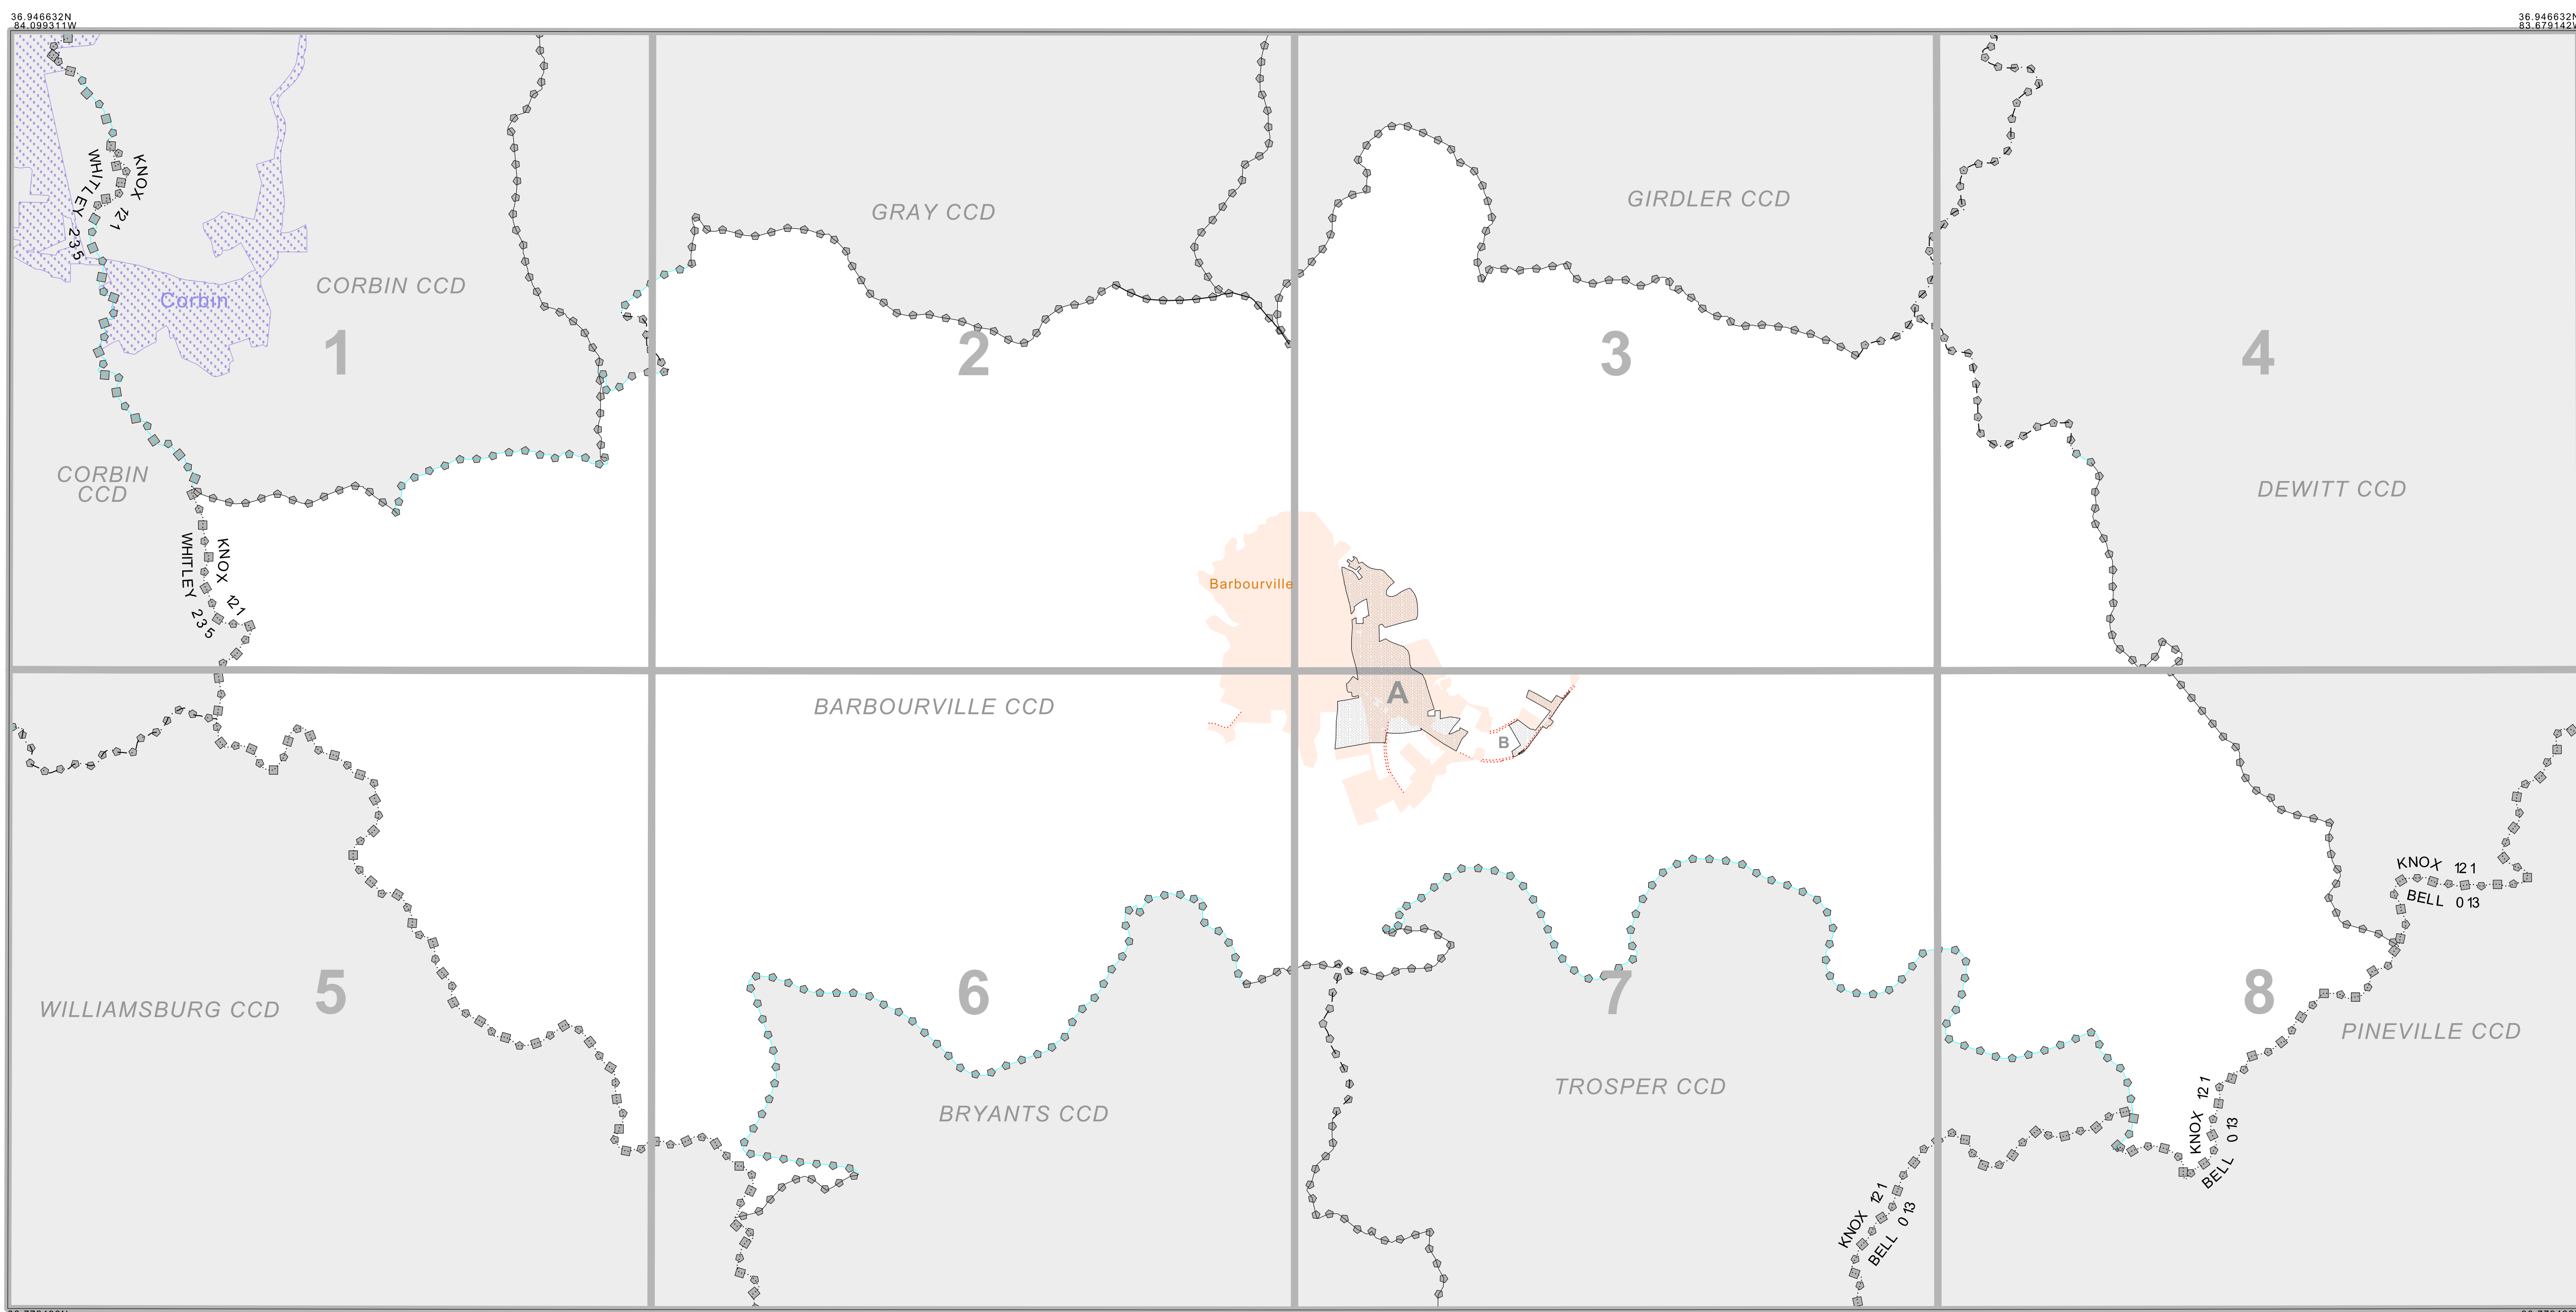 36.946632N
84.099311W
36.946632N
83.679142W
KNOX 121
WHITLEY 235
GRAY CCD
GIRDLER CCD
CORBIN CCD
Corbin
1
2
3
4
CORBIN
CCD
DEWITT CCD
KNOX 121
WHITLEY 235
Barbourville
A
BARBOURVILLE CCD
B
KNOX 121
BELL 013
5
6
7
8
WILLIAMSBURG CCD
PINEVILLE CCD
TROSPER CCD
BRYANTS CCD
KNOX 121
BELL 013
KNOX 121
BELL 013